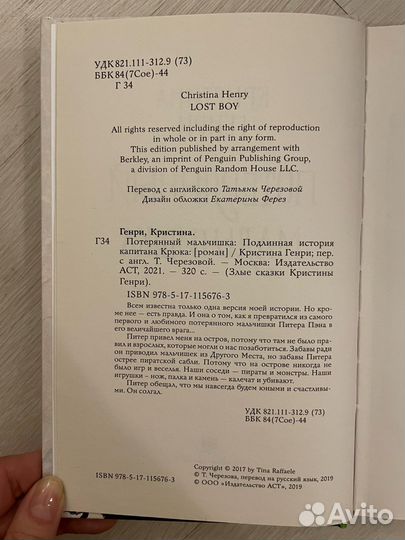 УДК 821.111-312.9 (73)
ББК 84(7Сое)-44
Г 34
Christina Henry
LOST BOY
All rights reserved including the right of reproduction
in whole or in part in any form.
This edition published by arrangement with
Berkley, an imprint of Penguin Publishing Group,
a division of Penguin Random House LLC.
Перевод с английского Татьяны Черезовой
Дизайн обложки Екатерины Ферез
Генри, Кристина.
Г34 Потерянный мальчишка: Подлинная история
капитана Крюка: [роман] / Кристина Генри; пер.
с англ. Т. Черезовой. — Москва: Издательство
АСТ, 2021. — 320 с. — (Злые сказки Кристины
Генри).
ISBN 978-5-17-115676-3
Всем известна только одна версия моей истории. Но кро-
ме нее — есть правда. И она о том, как я превратился из самого
первого и любимого потерянного мальчишки Питера Пэна в
его величайшего врага...
Питер привел меня на остров, потому что там не было пра-
вил и взрослых, которые могли о нас позаботиться. Забавы ради
он приводил мальчишек из Другого Места, но забавы Питера
острее пиратской сабли. Потому что на острове никогда не
было игр и веселья. Наши соседи — пираты и монстры. Наши
игрушки — нож, палка и камень — калечат и убивают.
Питер обещал, что мы навсегда будем юными и счастливы-
ми. Он солгал.
УДК 821.111-312.9 (73)
ББК 84(7Сое)-44
Copyright © 2017 by Tina Raffaele
© Т. Черезова, перевод на русский язык, 2019
ISBN 978-5-17-115676-3
© ООО «Издательство АСТ», 2019
Avito